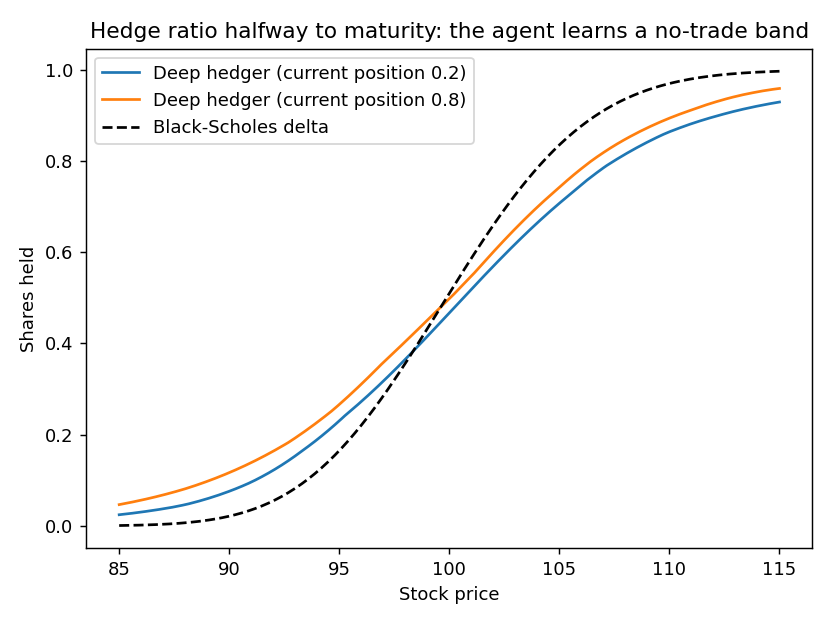 Hedge ratio halfway to maturity: the agent learns a no-trade band
Deep hedger (current position 0.2)
Deep hedger (current position 0.8)
Black-Scholes delta
Shares held
1.0
0.8
0.6
0.4
0.2
0.0
85 90 95 100 105 110 115
Stock price